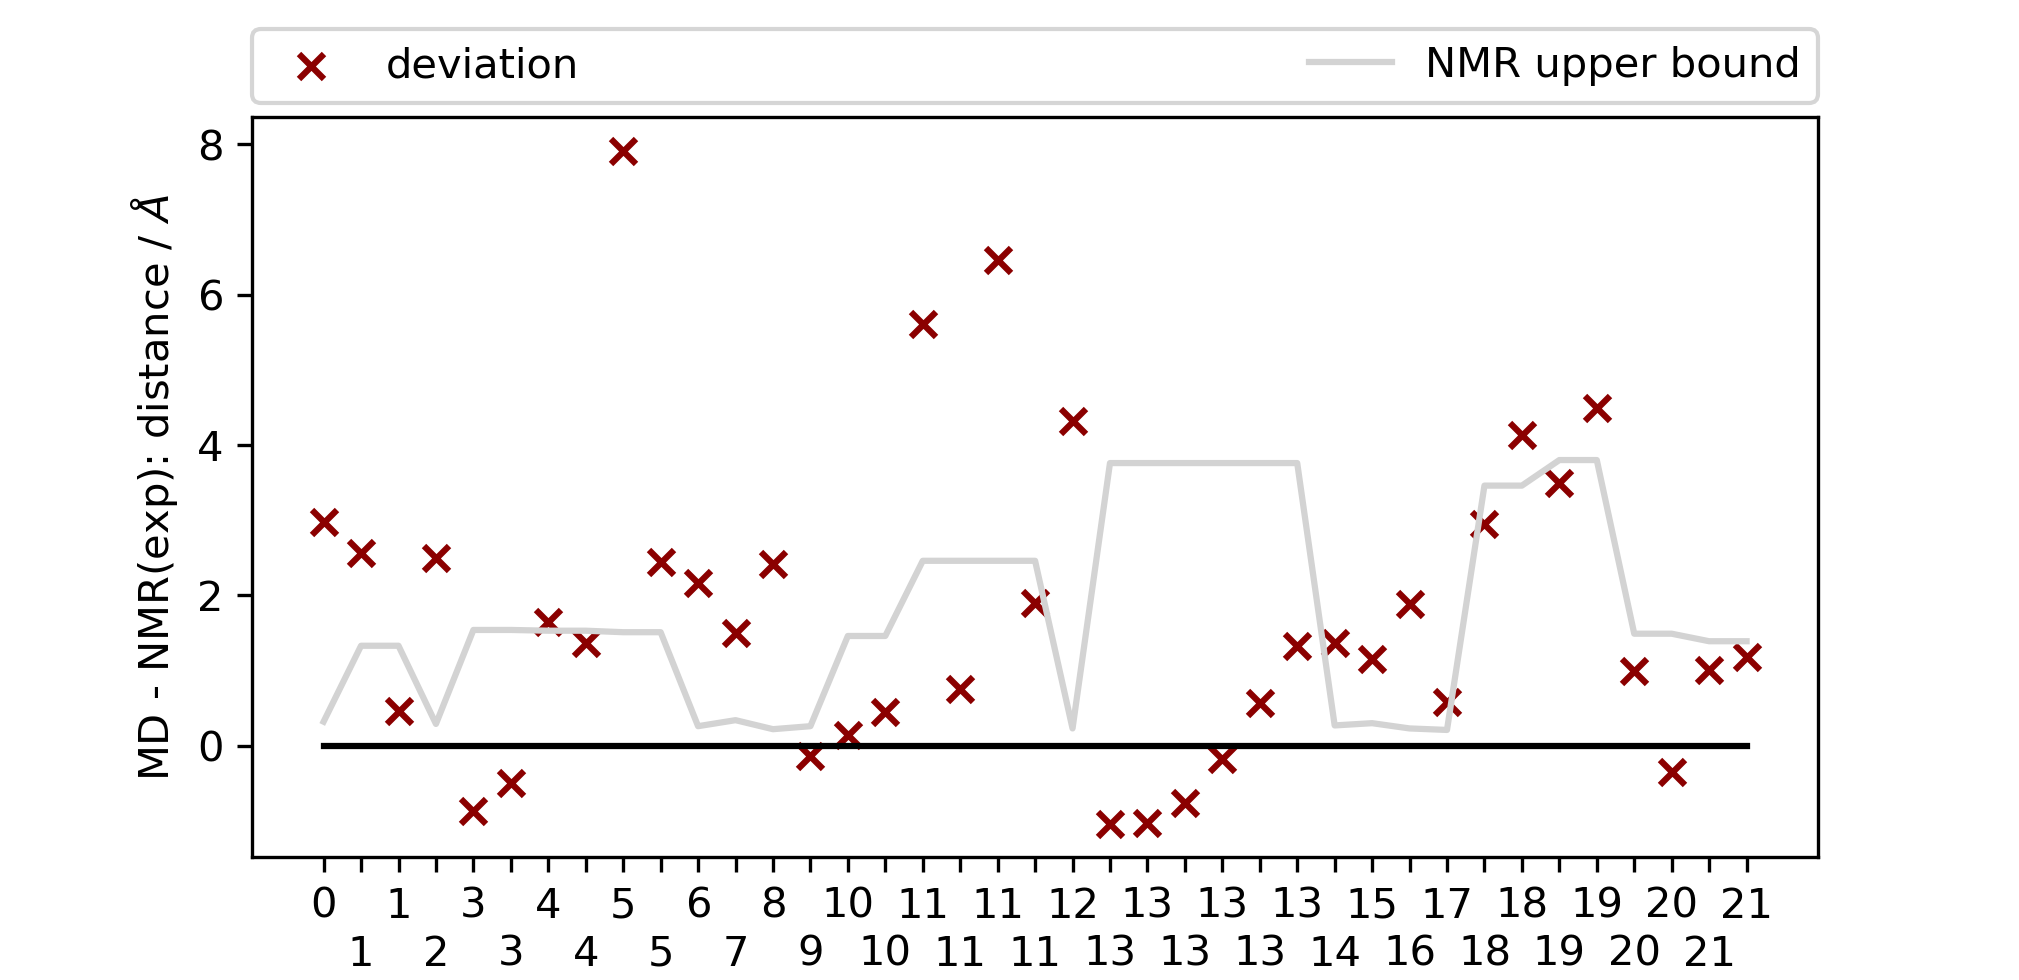 deviation NMR upper bound
MD - NMR(exp): distance / Å
8
6
4
2
0
0 1 3 4 5 6 8 10 11 11 12 13 13 13 15 17 18 19 20 21
1 2 3 4 5 7 9 10 11 11 13 13 13 14 16 18 19 20 21